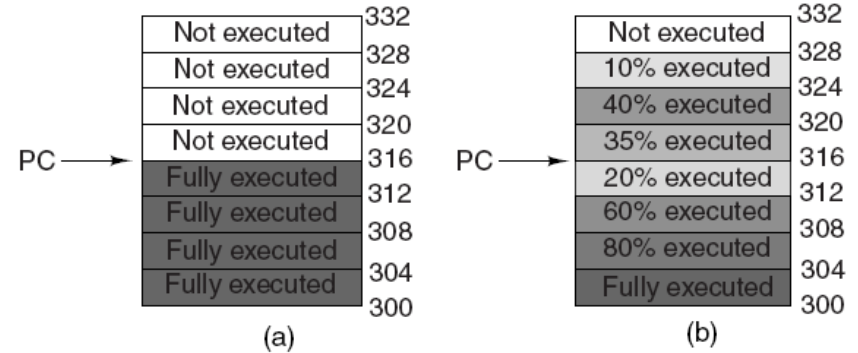 332
Not executed
328
Not executed
324
Not executed
320
Not executed
PC
316
Fully executed
312
Fully executed
308
Fully executed
304
Fully executed
300
(a)
332
Not executed
328
10% executed
324
40% executed
320
35% executed
PC
316
20% executed
312
60% executed
308
80% executed
304
Fully executed
300
(b)